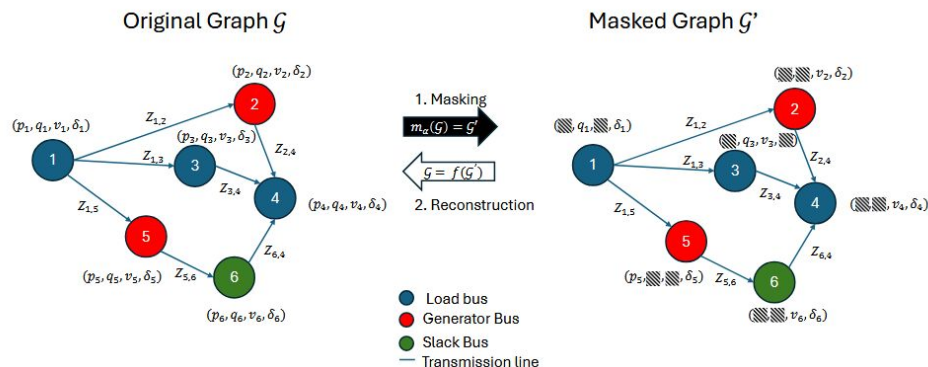 Original Graph 𝒢
Masked Graph 𝒢’
(p₂, q₂, v₂, δ₂)
2
(p₁, q₁, v₁, δ₁)
1
Z₁,₂
(p₃, q₃, v₃, δ₃)
Z₁,₃
3
Z₂,₄
Z₃,₄
4
(p₄, q₄, v₄, δ₄)
Z₁,₅
5
(p₅, q₅, v₅, δ₅)
Z₅,₆
6
Z₆,₄
(p₆, q₆, v₆, δ₆)
1. Masking
mα(𝒢) = 𝒢′
𝒢 = f(𝒢′)
2. Reconstruction
( , , v₂, δ₂)
2
( , q₁, , δ₁)
1
Z₁,₂
( , q₃, v₃, )
Z₁,₃
3
Z₂,₄
Z₃,₄
4
( , , v₄, δ₄)
Z₁,₅
5
(p₅, , , δ₅)
Z₅,₆
6
Z₆,₄
( , , v₆, δ₆)
Load bus
Generator Bus
Slack Bus
Transmission line